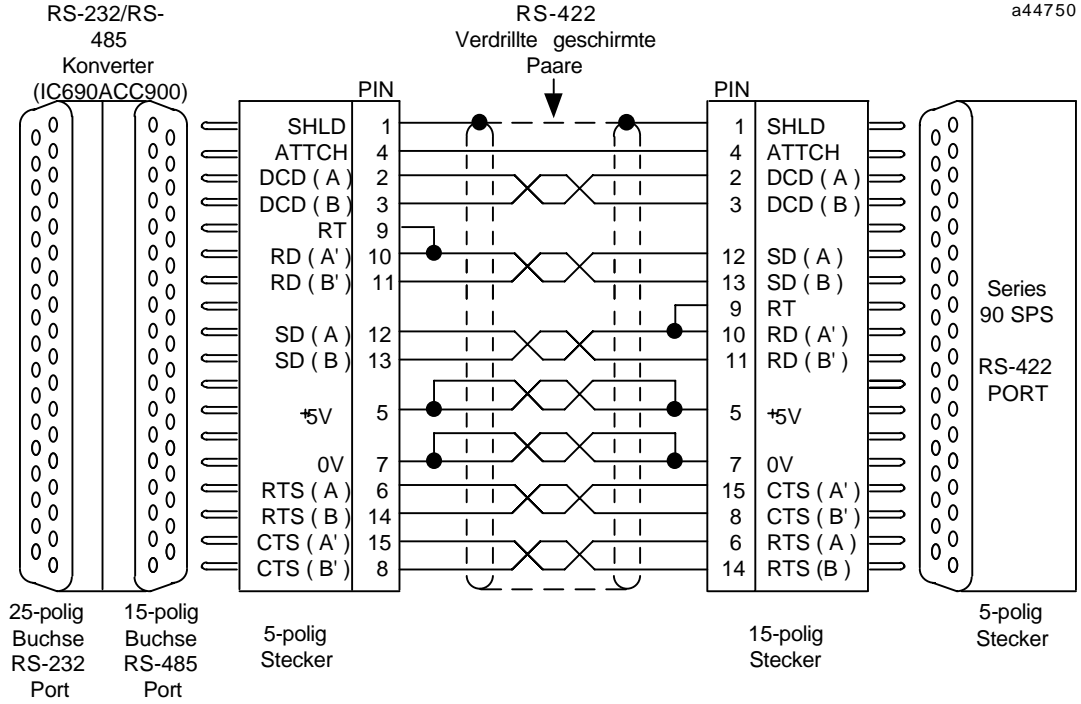 RS-232/RS-
485
Konverter
(IC690ACC900)
RS-422
Verdrillte geschirmte
Paare
a44750
PIN
PIN
SHLD 1
1 SHLD
ATTCH 4
4 ATTCH
DCD ( A ) 2
2 DCD ( A )
DCD ( B ) 3
3 DCD ( B )
RT 9
RD ( A' ) 10
12 SD ( A )
RD ( B' ) 11
13 SD ( B )
9 RT
SD ( A ) 12
10 RD ( A' )
SD ( B ) 13
11 RD ( B' )
+5V 5
5 +5V
0V 7
7 0V
RTS ( A ) 6
15 CTS ( A' )
RTS ( B ) 14
8 CTS ( B' )
CTS ( A' ) 15
6 RTS ( A )
CTS ( B' ) 8
14 RTS (B )
Series
90 SPS
RS-422
PORT
25-polig
Buchse
RS-232
Port
15-polig
Buchse
RS-485
Port
5-polig
Stecker
15-polig
Stecker
5-polig
Stecker